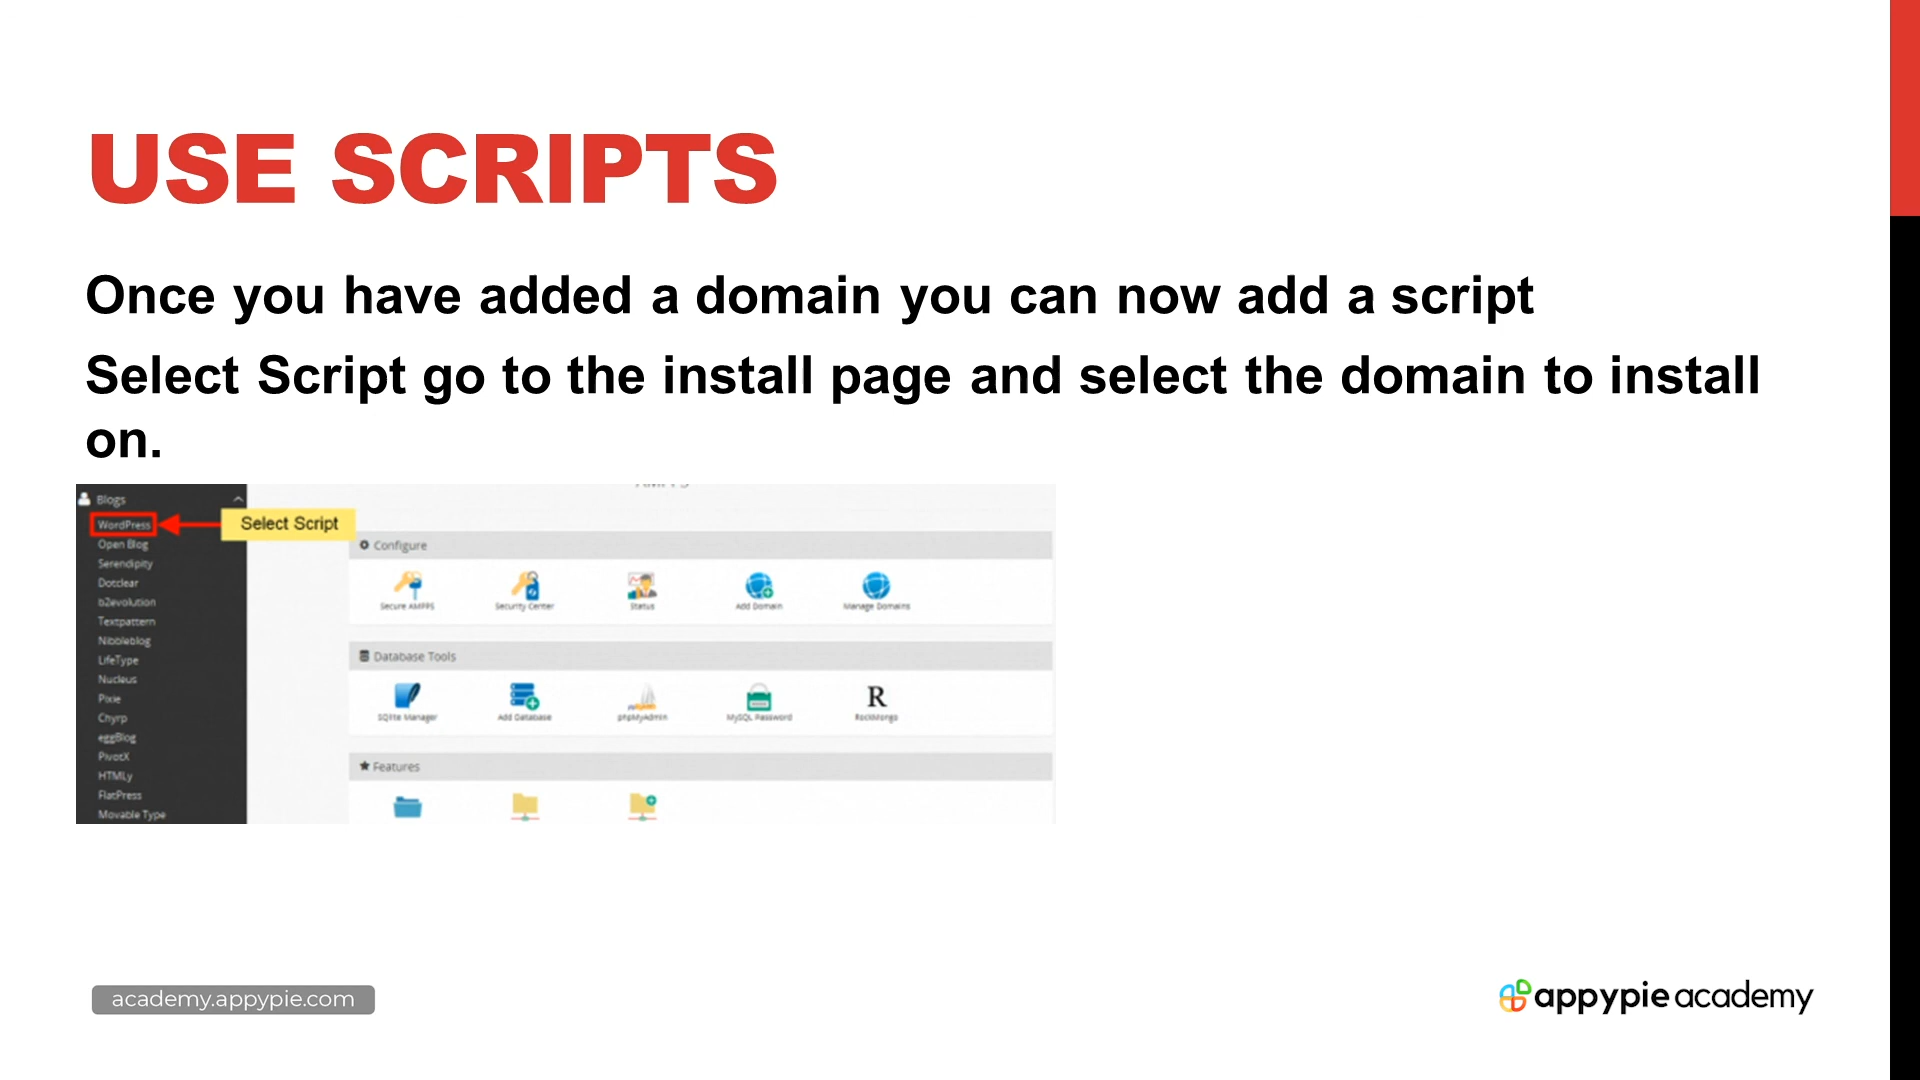 USE SCRIPTS
Once you have added a domain you can now add a script
Select Script go to the install page and select the domain to install
on.
Blogs
WordPress
Select Script
Open Blog
Serendipity
Dotclear
b2evolution
Textpattern
Nibbleblog
LifeType
Nucleus
Pixie
Chyrp
eggBlog
PivotX
HTMLy
FlatPress
Movable Type
Configure
Secure AMPPS
Security Center
Status
Add Domain
Manage Domains
Database Tools
SQlite Manager
Add Database
phpMyAdmin
MySQL Password
R
RockMongo
Features
academy.appypie.com
appypie academy